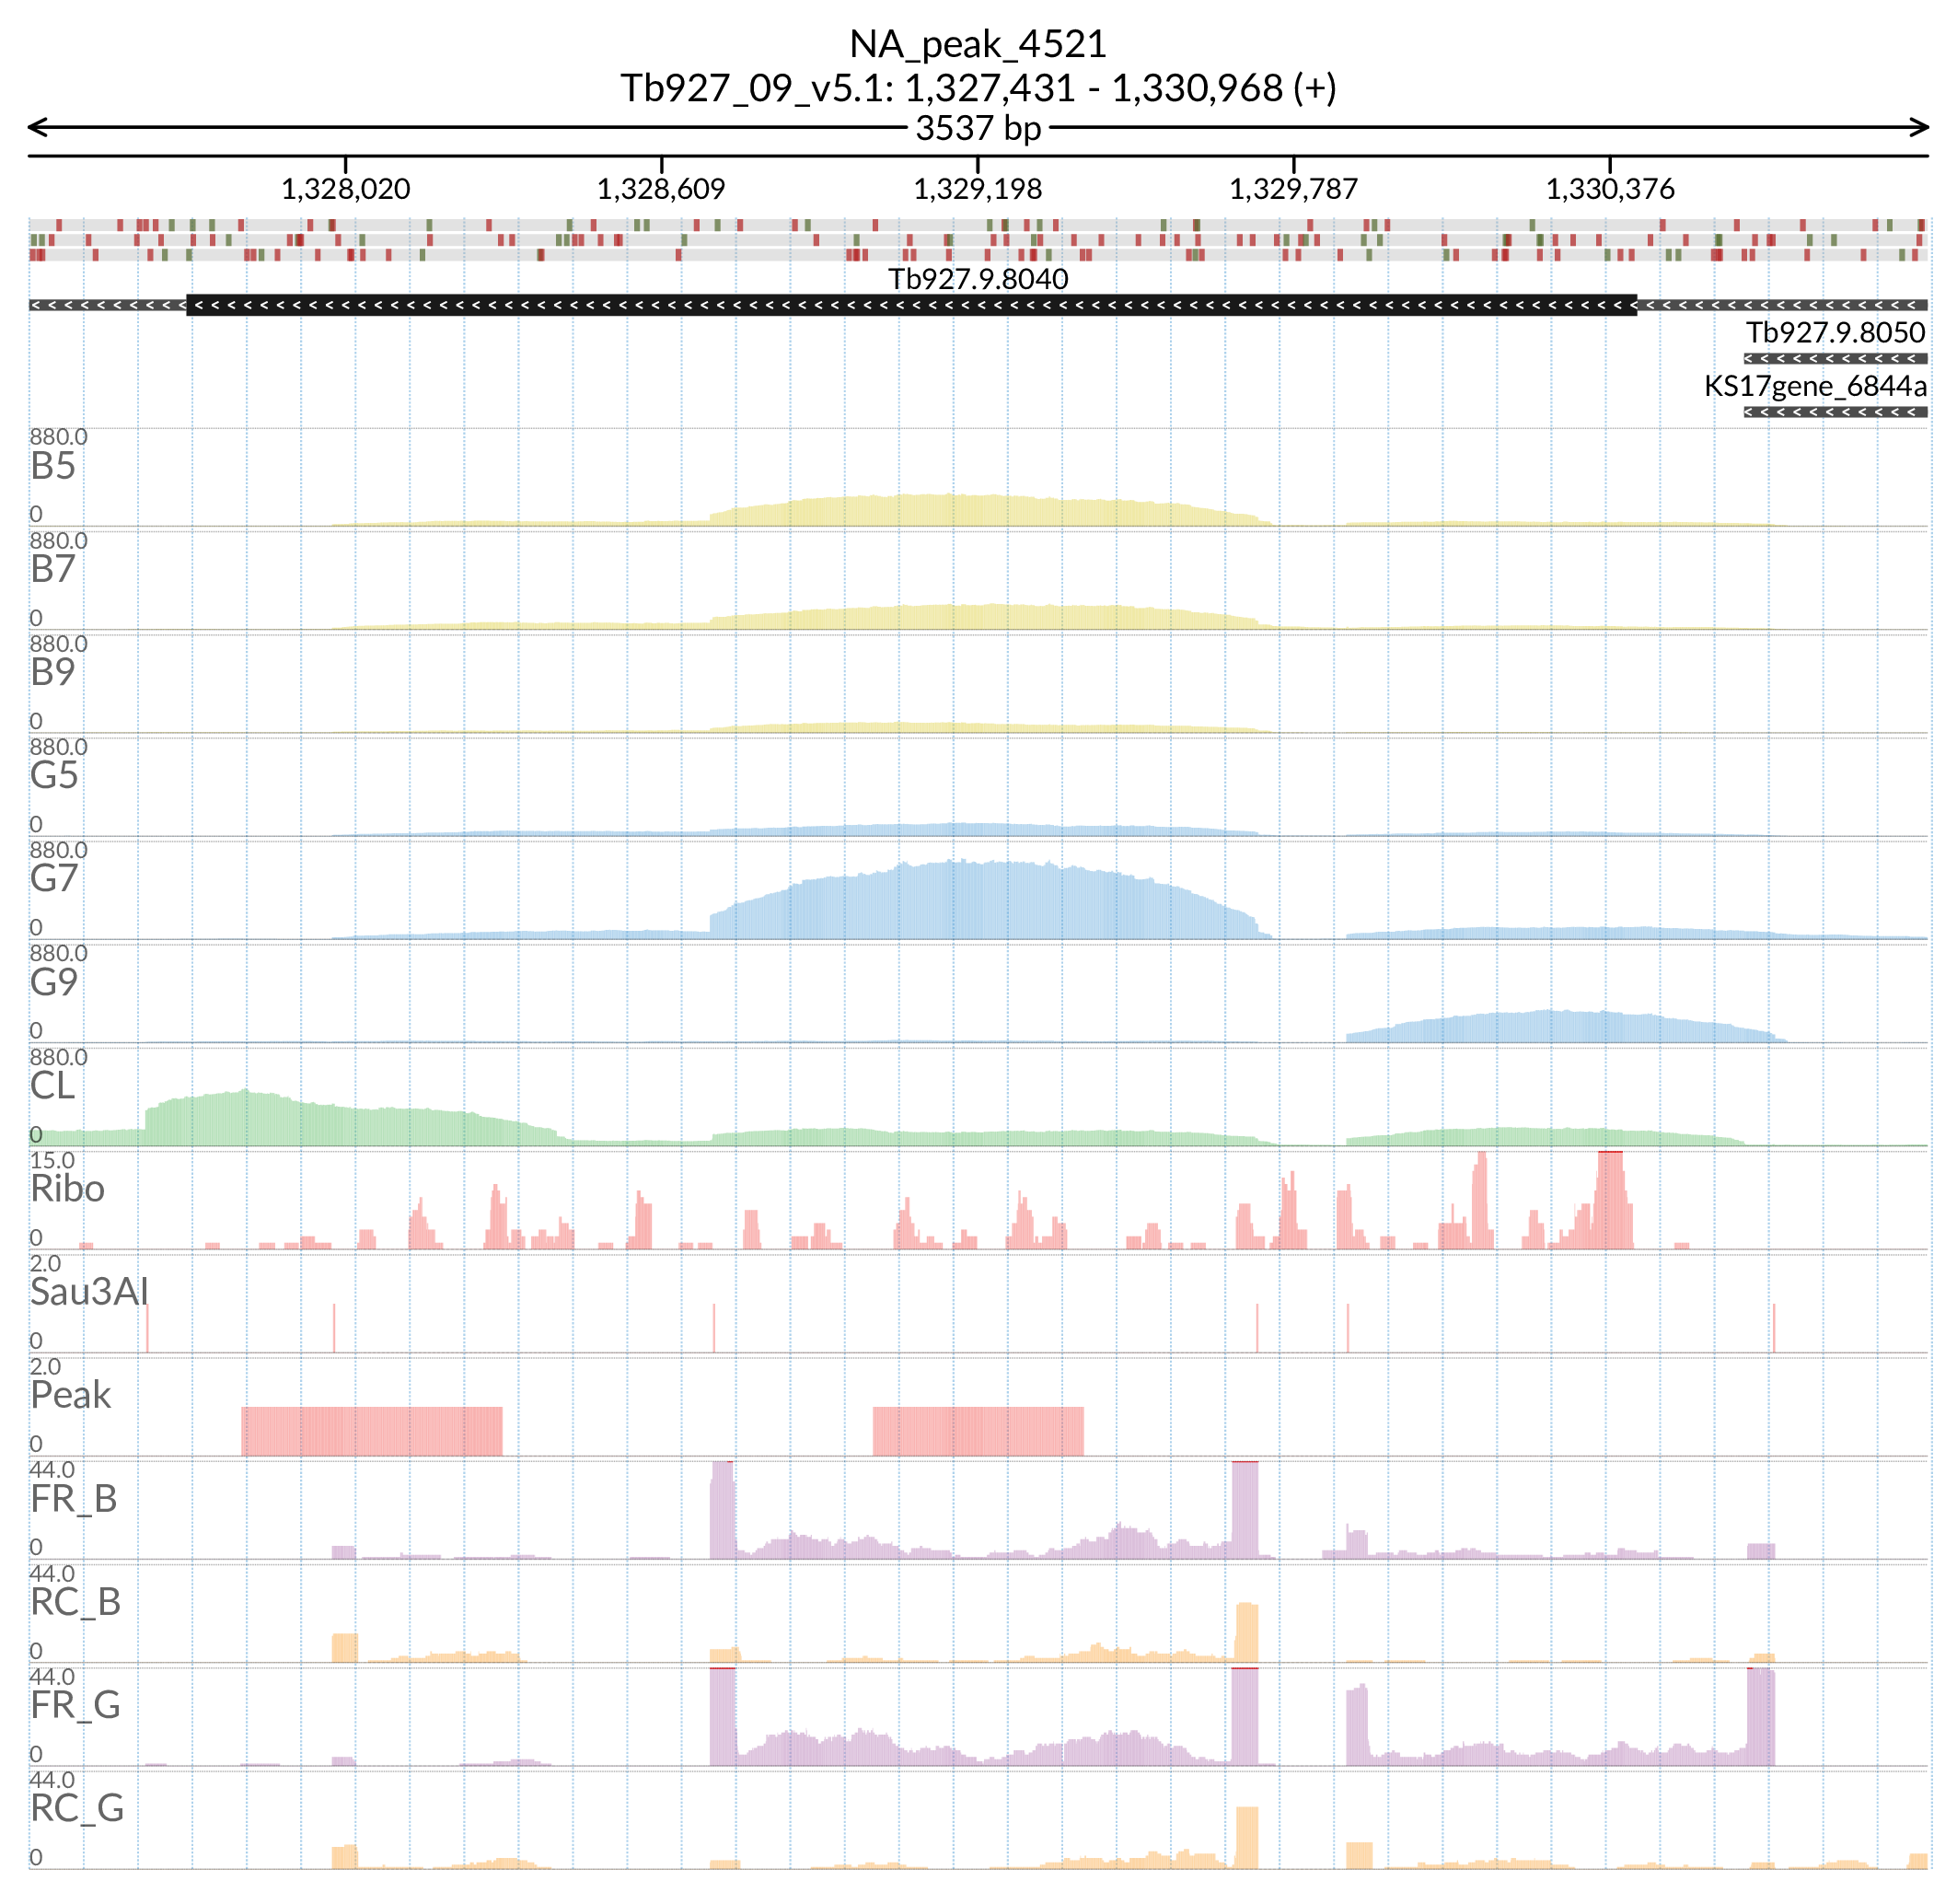 NA_peak_4521
Tb927_09_v5.1: 1,327,431 - 1,330,968 (+)
3537 bp
1,328,020 1,328,609 1,329,198 1,329,787 1,330,376
Tb927.9.8040
Tb927.9.8050
KS17gene_6844a
880.0
B5
0
880.0
B7
0
880.0
B9
0
880.0
G5
0
880.0
G7
0
880.0
G9
0
880.0
CL
0
15.0
Ribo
0
2.0
Sau3AI
0
2.0
Peak
0
44.0
FR_B
0
44.0
RC_B
0
44.0
FR_G
0
44.0
RC_G
0